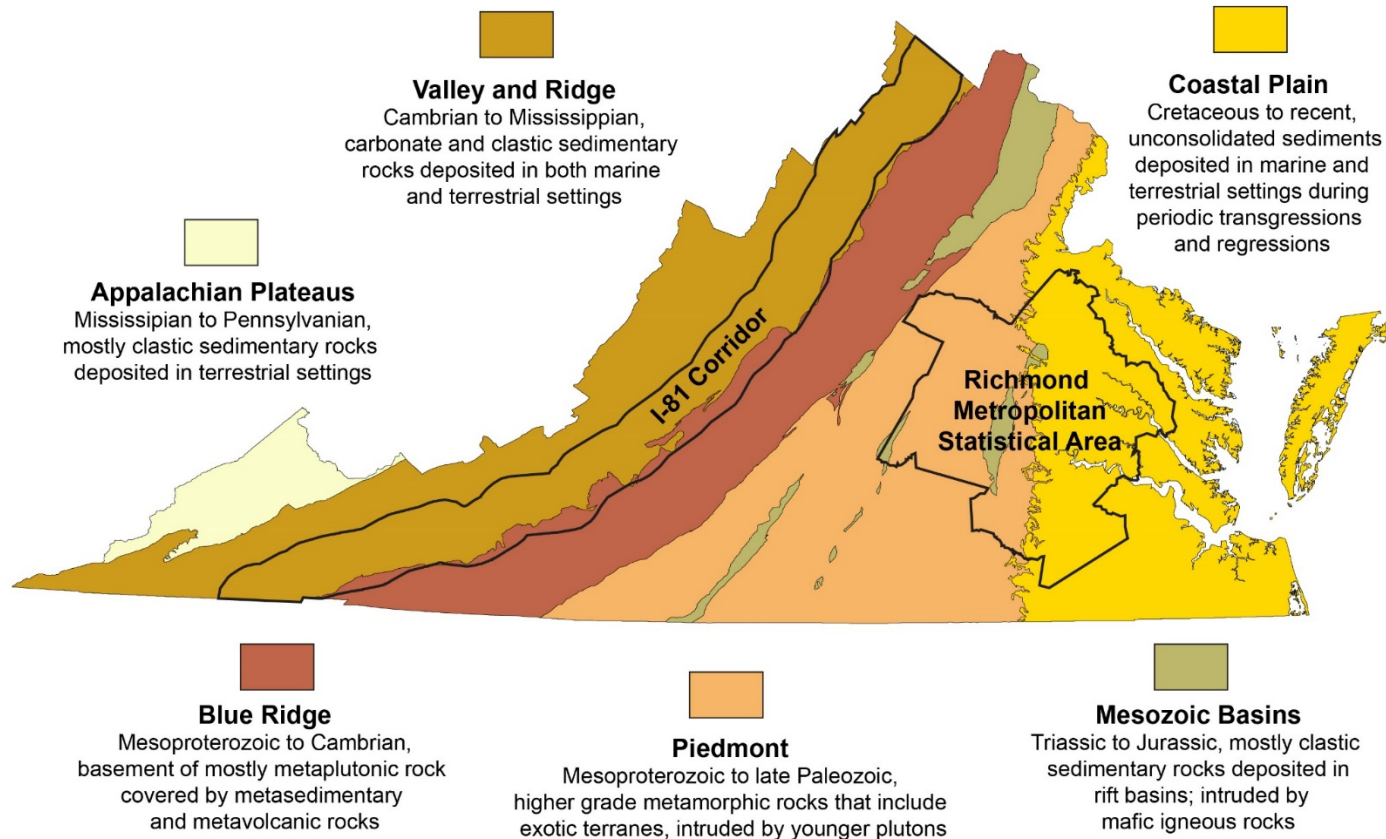 Valley and Ridge
Cambrian to Mississippian,
carbonate and clastic sedimentary
rocks deposited in both marine
and terrestrial settings
Coastal Plain
Cretaceous to recent,
unconsolidated sediments
deposited in marine and
terrestrial settings during
periodic transgressions
and regressions
Appalachian Plateaus
Mississipian to Pennsylvanian,
mostly clastic sedimentary rocks
deposited in terrestrial settings
I-81 Corridor
Richmond
Metropolitan
Statistical Area
Blue Ridge
Mesoproterozoic to Cambrian,
basement of mostly metaplutonic rock
covered by metasedimentary
and metavolcanic rocks
Piedmont
Mesoproterozoic to late Paleozoic,
higher grade metamorphic rocks that include
exotic terranes, intruded by younger plutons
Mesozoic Basins
Triassic to Jurassic, mostly clastic
sedimentary rocks deposited in
rift basins; intruded by
mafic igneous rocks